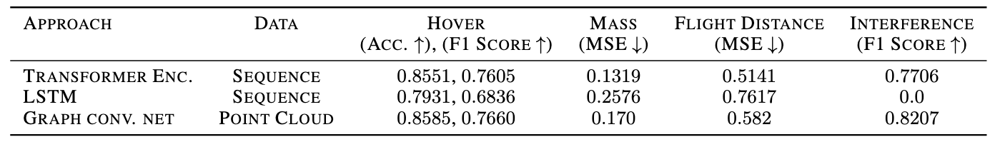 APPROACH DATA HOVER MASS FLIGHT DISTANCE INTERFERENCE
(ACC. ↑), (F1 SCORE ↑) (MSE ↓) (MSE ↓) (F1 SCORE ↑)
TRANSFORMER ENC. SEQUENCE 0.8551, 0.7605 0.1319 0.5141 0.7706
LSTM SEQUENCE 0.7931, 0.6836 0.2576 0.7617 0.0
GRAPH CONV. NET POINT CLOUD 0.8585, 0.7660 0.170 0.582 0.8207